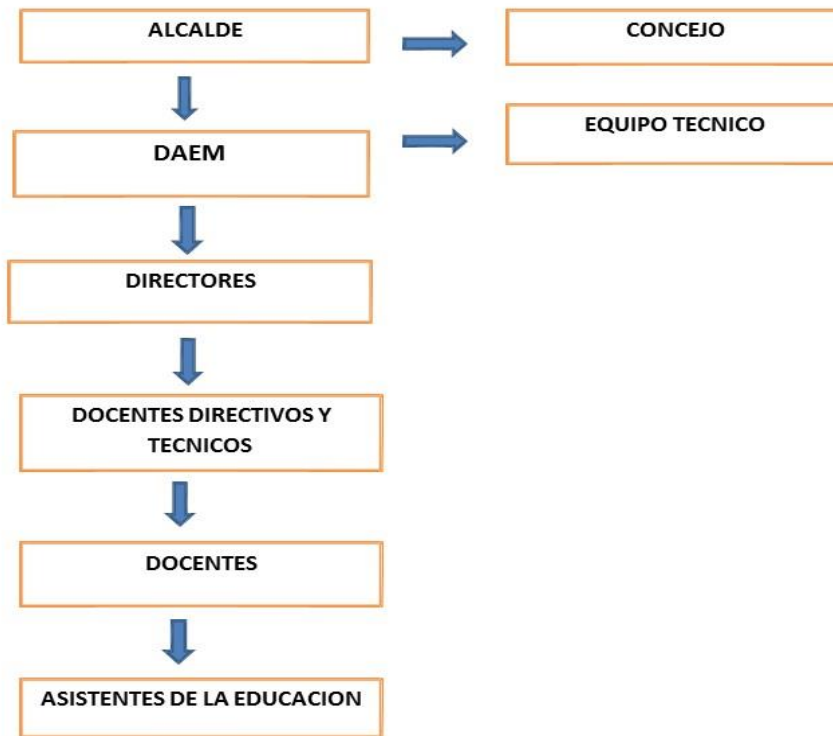 ALCALDE
CONCEJO
DAEM
EQUIPO TECNICO
DIRECTORES
DOCENTES DIRECTIVOS Y
TECNICOS
DOCENTES
ASISTENTES DE LA EDUCACION